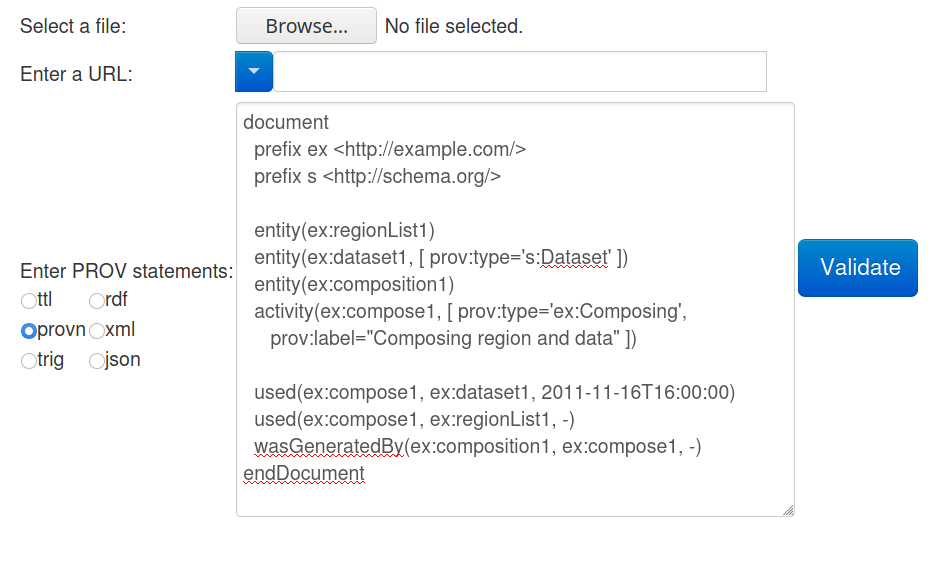 Select a file:
Browse... No file selected.
Enter a URL:
document
prefix ex <http://example.com/>
prefix s <http://schema.org/>
entity(ex:regionList1)
entity(ex:dataset1, [ prov:type='s:Dataset' ])
entity(ex:composition1)
activity(ex:compose1, [ prov:type='ex:Composing',
prov:label="Composing region and data" ])
used(ex:compose1, ex:dataset1, 2011-11-16T16:00:00)
used(ex:compose1, ex:regionList1, -)
wasGeneratedBy(ex:composition1, ex:compose1, -)
endDocument
Enter PROV statements:
ttl rdf
provn xml
trig json
Validate